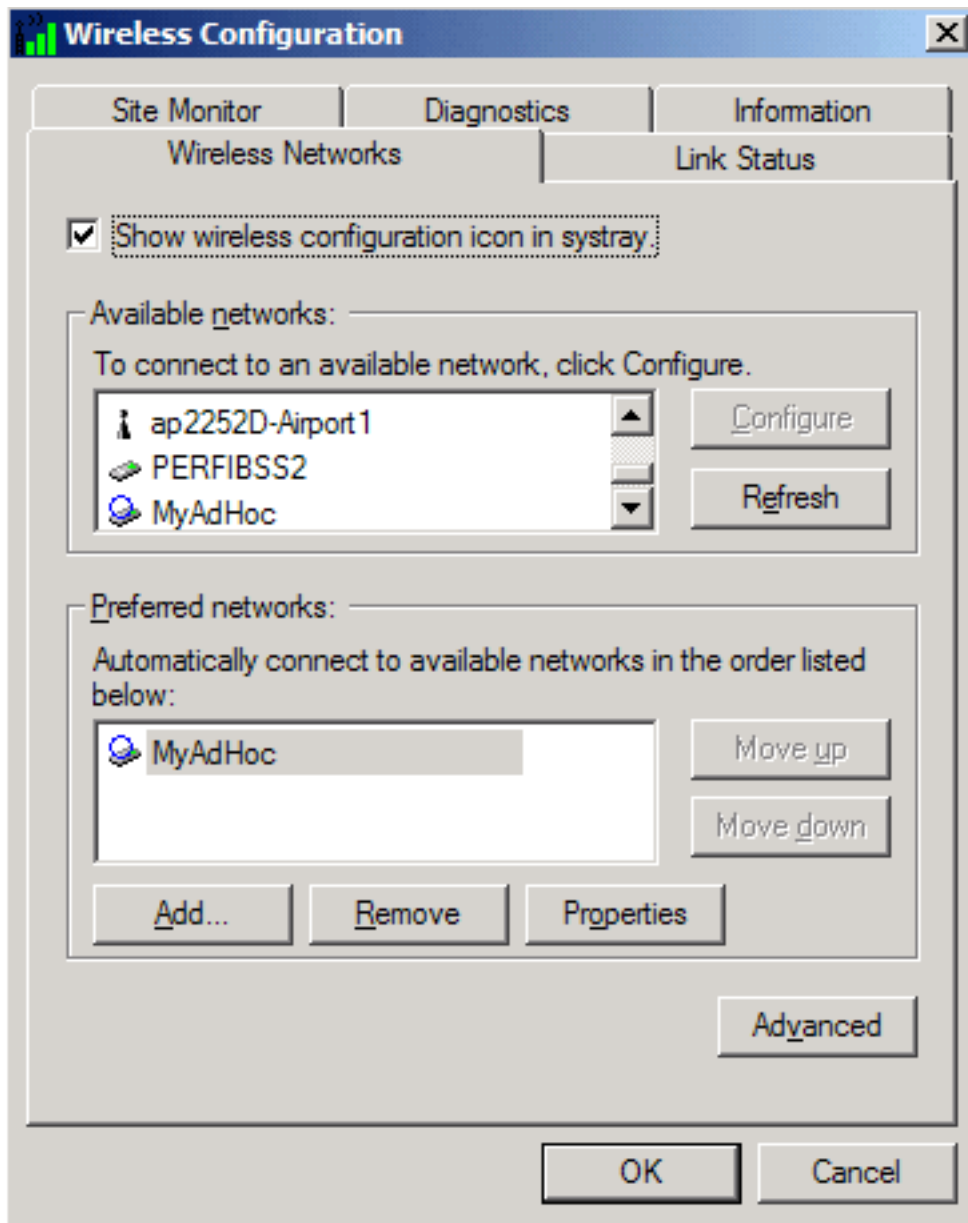 Wireless Configuration
Site Monitor Diagnostics Information
Wireless Networks Link Status
Show wireless configuration icon in systray.
Available networks:
To connect to an available network, click Configure.
ap2252D-Airport1
PERFIBSS2
MyAdHoc
Configure
Refresh
Preferred networks:
Automatically connect to available networks in the order listed
below:
MyAdHoc
Move up
Move down
Add... Remove Properties
Advanced
OK Cancel